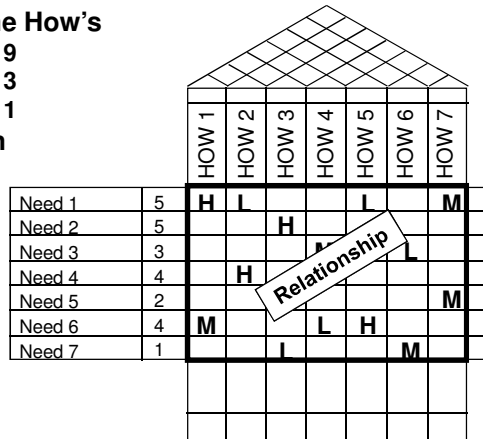 e How's
9
3
1
HOW 1 HOW 2 HOW 3 HOW 4 HOW 5 HOW 6 HOW 7
Need 1 5 H L L M
Need 2 5 H
Need 3 3 L
Need 4 4 H
Need 5 2 M
Need 6 4 M L H
Need 7 1 L M
Relationship